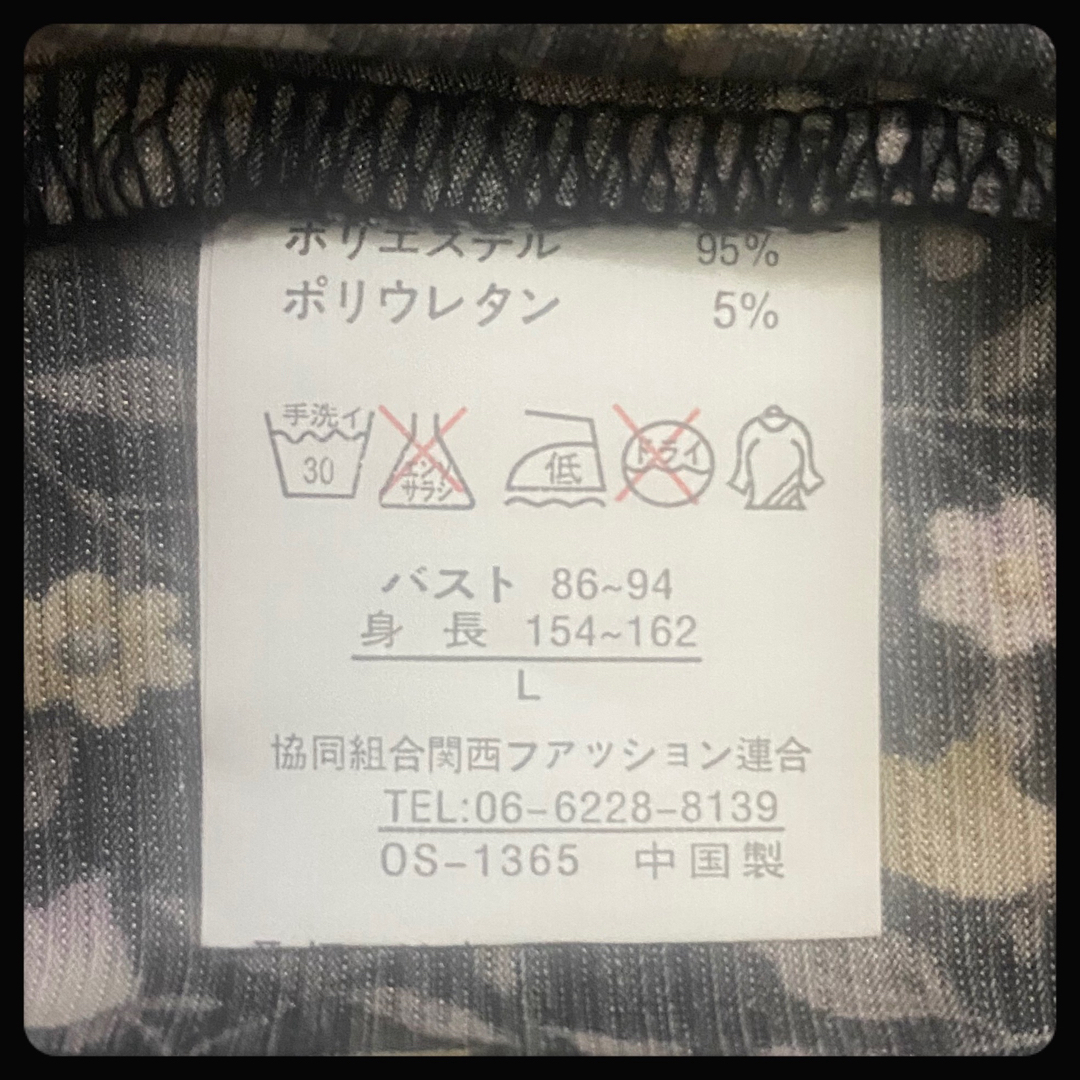 ポリエステル 95%
ポリウレタン 5%
手洗イ 30 エンソ サラシ 低 ドライ
バスト 86~94
身 長 154~162
L
協同組合関西ファッション連合
TEL:06-6228-8139
OS-1365 中国製